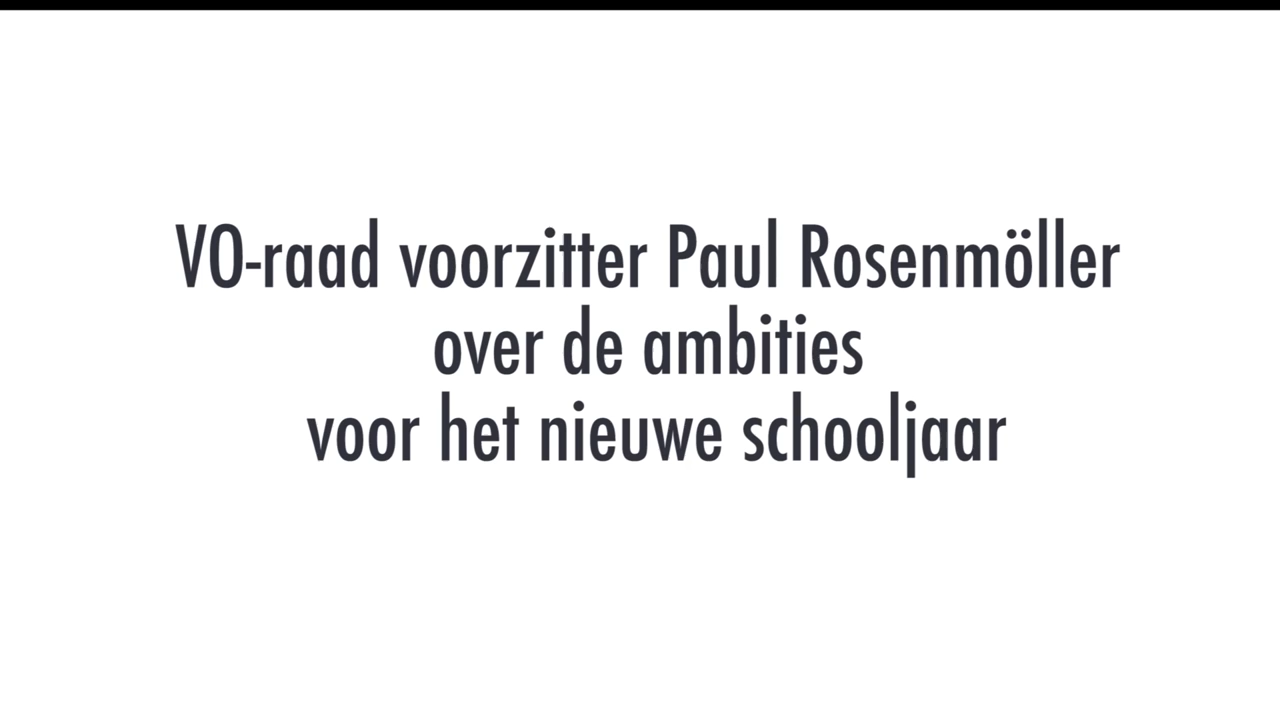 VO-raad voorzitter Paul Rosenmöller
over de ambities
voor het nieuwe schooljaar